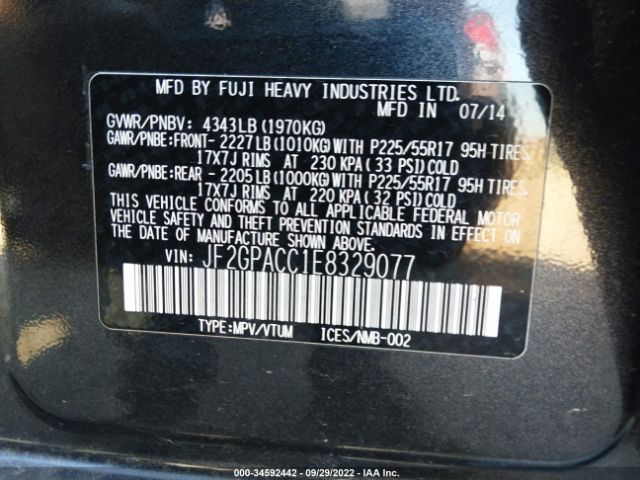 MFD BY FUJI HEAVY INDUSTRIES LTD.
MFD IN 07/14
GVWR/PNBV: 4343LB(1970KG)
GAWR/PNBE:FRONT- 2227LB(1010KG)WITH P225/55R17 95H TIRES,
17X7J RIMS AT 230 KPA(33 PSI)COLD
GAWR/PNBE:REAR - 2205LB(1000KG)WITH P225/55R17 95H TIRES,
17X7J RIMS AT 220 KPA(32 PSI)COLD
THIS VEHICLE CONFORMS TO ALL APPLICABLE FEDERAL MOTOR
VEHICLE SAFETY AND THEFT PREVENTION STANDARDS IN EFFECT
ON THE DATE OF MANUFACTURE SHOWN ABOVE.
VIN: JF2GPACC1E8329077
TYPE:MPV/VTUM ICES/NMB-002
000-34592442 - 09/29/2022 - IAA Inc.